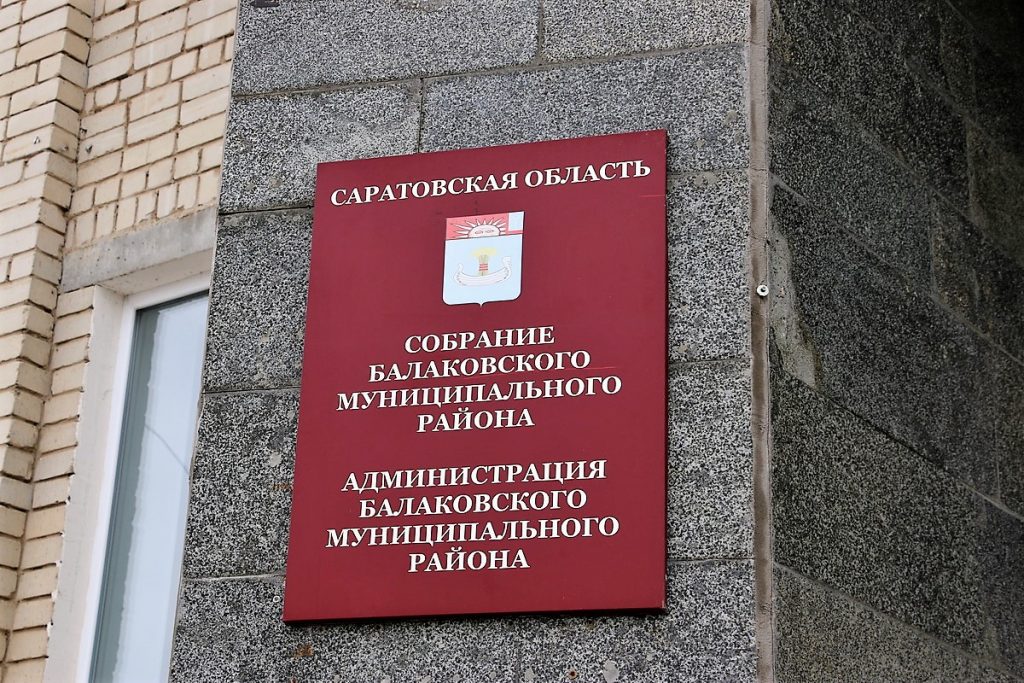 САРАТОВСКАЯ ОБЛАСТЬ
СОБРАНИЕ
БАЛАКОВСКОГО
МУНИЦИПАЛЬНОГО
РАЙОНА
АДМИНИСТРАЦИЯ
БАЛАКОВСКОГО
МУНИЦИПАЛЬНОГО
РАЙОНА